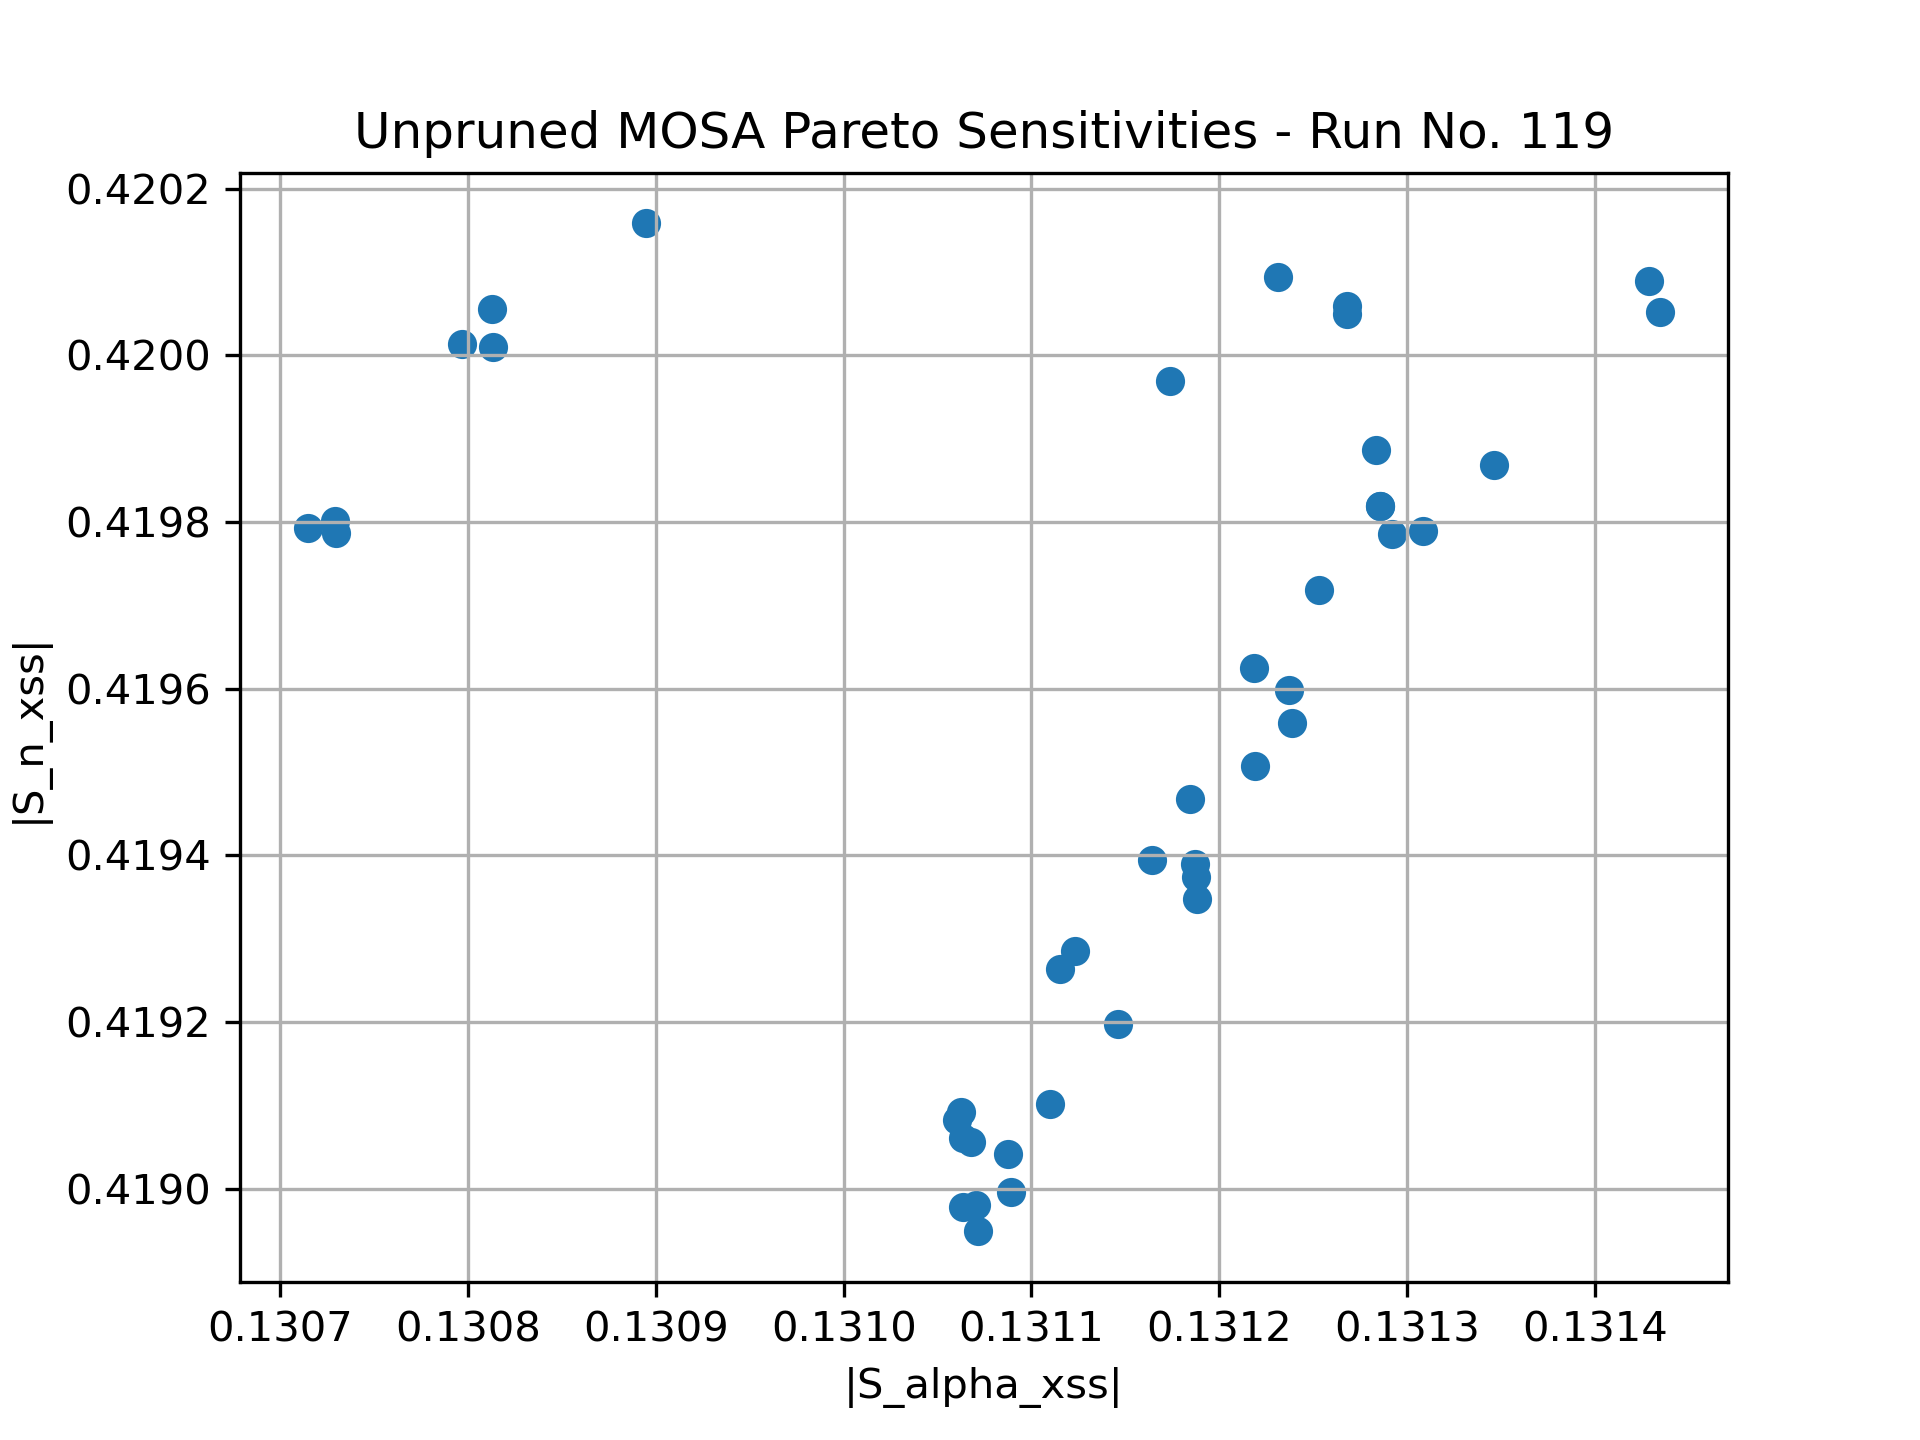 Unpruned MOSA Pareto Sensitivities - Run No. 119
0.4202
0.4200
0.4198
0.4196
0.4194
0.4192
0.4190
|S_n_xss|
0.1307 0.1308 0.1309 0.1310 0.1311 0.1312 0.1313 0.1314
|S_alpha_xss|